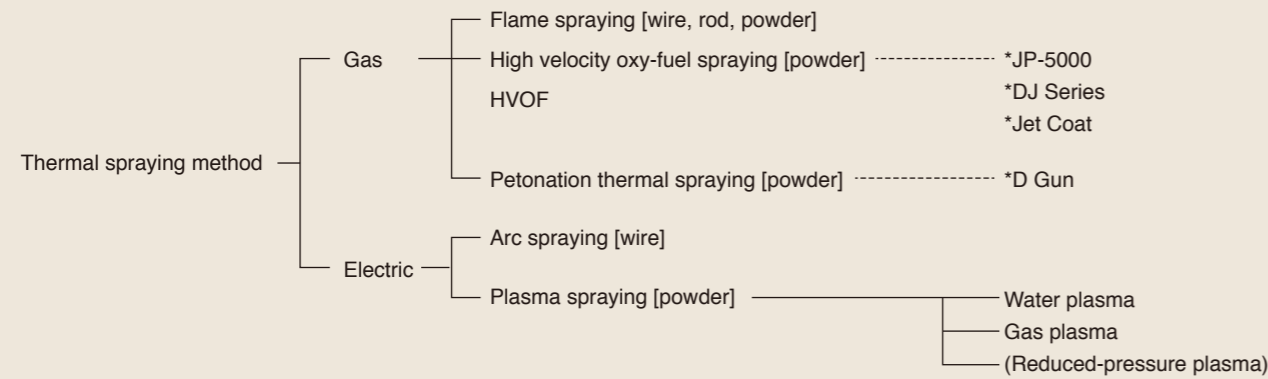 Flame spraying [wire, rod, powder]
Gas
High velocity oxy-fuel spraying [powder]
*JP-5000
HVOF
*DJ Series
*Jet Coat
Thermal spraying method
Petonation thermal spraying [powder]
*D Gun
Arc spraying [wire]
Electric
Plasma spraying [powder]
Water plasma
Gas plasma
(Reduced-pressure plasma)